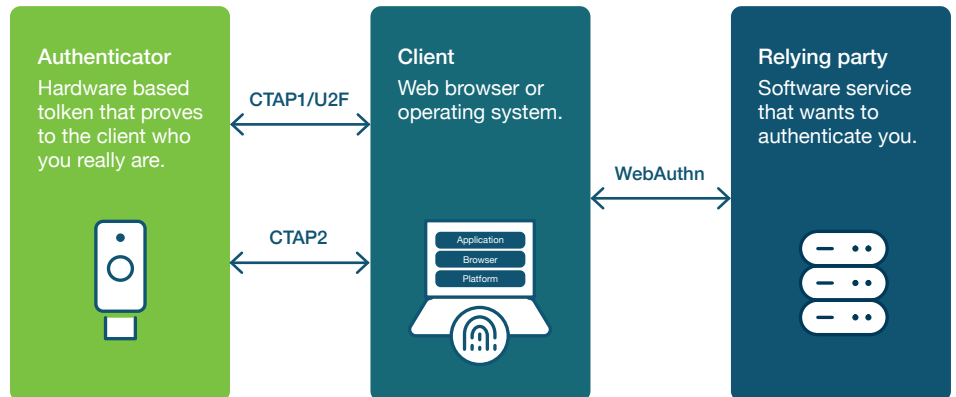 Authenticator
Hardware based
tolken that proves
to the client who
you really are.
CTAP1/U2F
CTAP2
Client
Web browser or
operating system.
Application
Browser
Platform
WebAuthn
Relying party
Software service
that wants to
authenticate you.